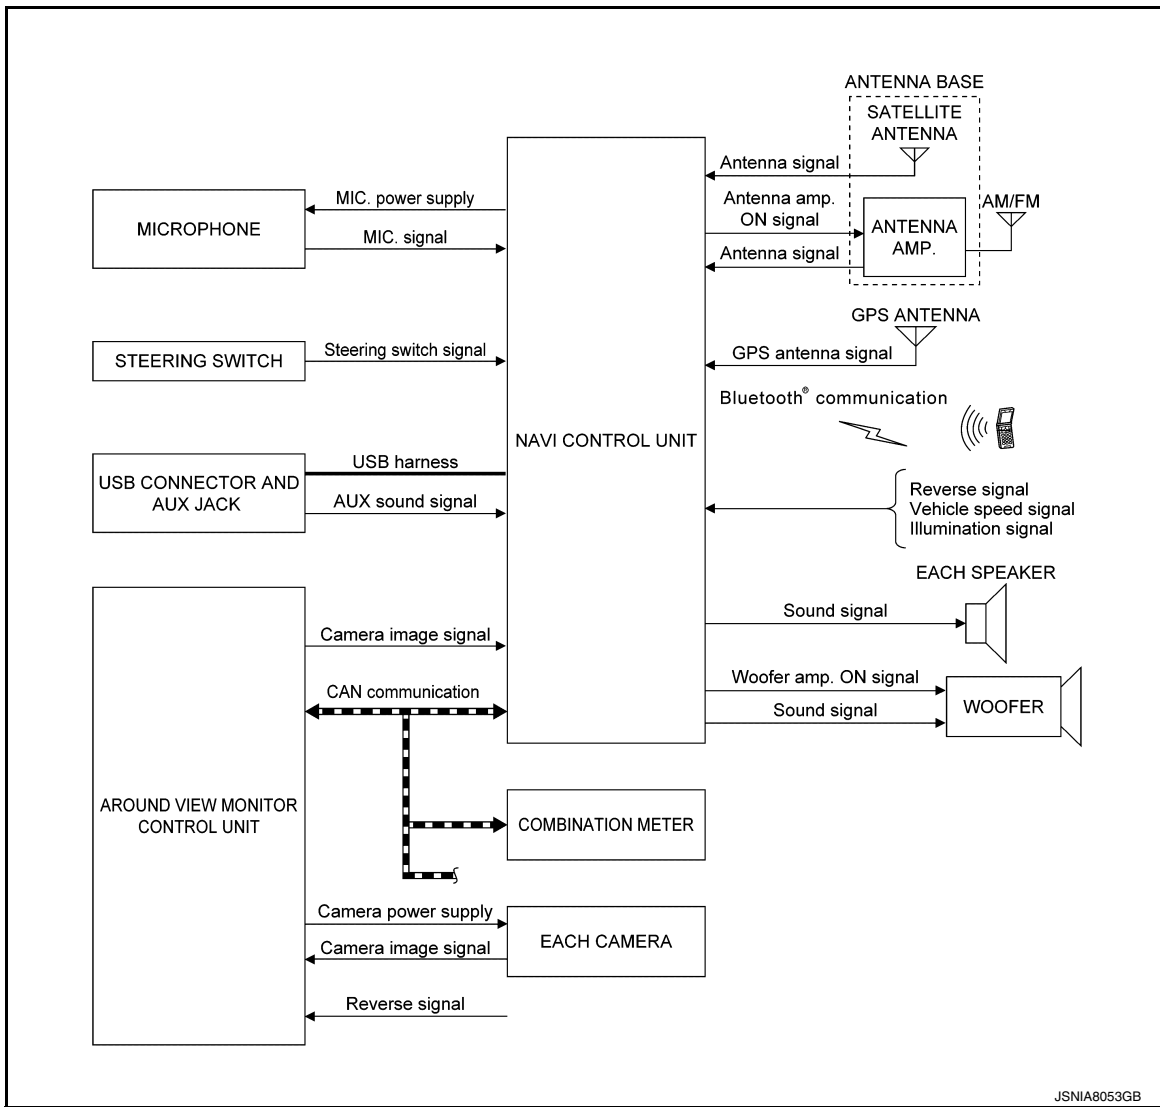 ANTENNA BASE
SATELLITE
ANTENNA
Antenna signal
MIC. power supply
Antenna amp.
ON signal
AM/FM
MICROPHONE
ANTENNA
AMP.
MIC. signal
Antenna signal
GPS ANTENNA
Steering switch signal
GPS antenna signal
STEERING SWITCH
Bluetooth® communication
NAVI CONTROL UNIT
USB harness
USB CONNECTOR AND
AUX JACK
AUX sound signal
Reverse signal
Vehicle speed signal
Illumination signal
EACH SPEAKER
Sound signal
Camera image signal
Woofer amp. ON signal
CAN communication
WOOFER
Sound signal
AROUND VIEW MONITOR
CONTROL UNIT
COMBINATION METER
Camera power supply
EACH CAMERA
Camera image signal
Reverse signal
JSNIA8053GB